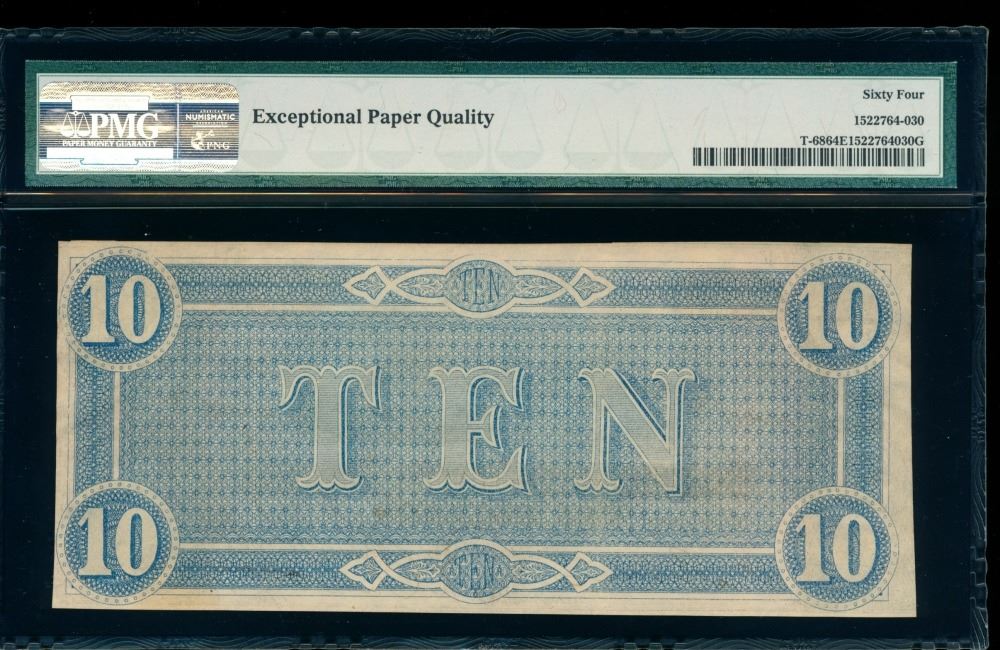 PMG
PAPER MONEY GUARANTY
AMERICAN
NUMISMATIC
ASSOCIATION
PNG
Exceptional Paper Quality
Sixty Four
1522764-030
T-6864E1522764030G
10 TEN 10
TEN
10 TEN 10